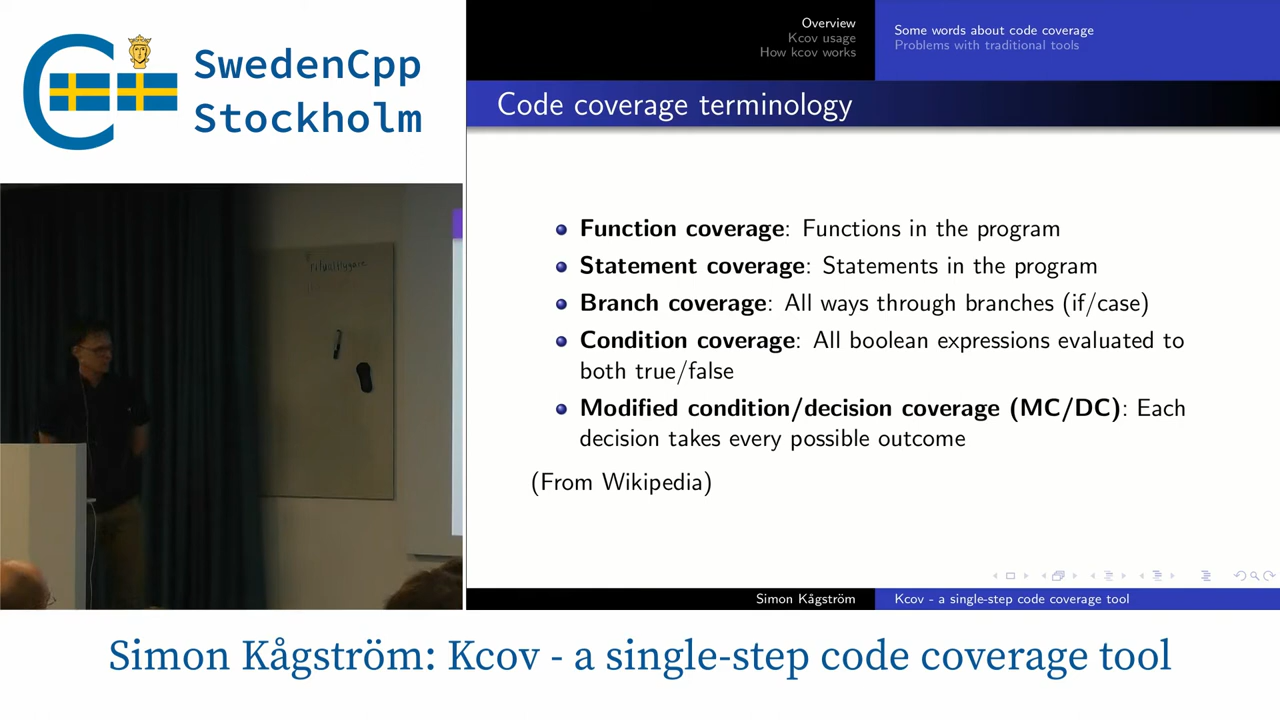 SwedenCpp
Stockholm
Overview
Kcov usage
How kcov works
Some words about code coverage
Problems with traditional tools
Code coverage terminology
Function coverage: Functions in the program
Statement coverage: Statements in the program
Branch coverage: All ways through branches (if/case)
Condition coverage: All boolean expressions evaluated to
both true/false
Modified condition/decision coverage (MC/DC): Each
decision takes every possible outcome
(From Wikipedia)
Simon Kågström
Kcov - a single-step code coverage tool
Simon Kågström: Kcov - a single-step code coverage tool